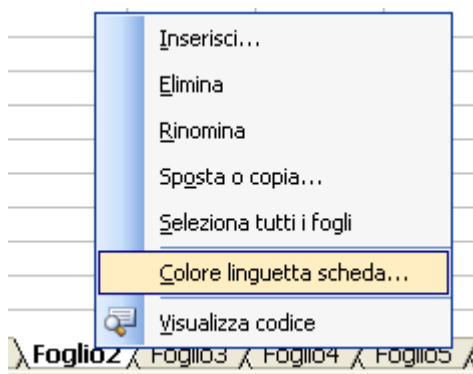 Inserisci...
Elimina
Rinomina
Sposta o copia...
Seleziona tutti i fogli
Colore linguetta scheda...
Visualizza codice
Foglio2 Foglio3 Foglio4 Foglio5